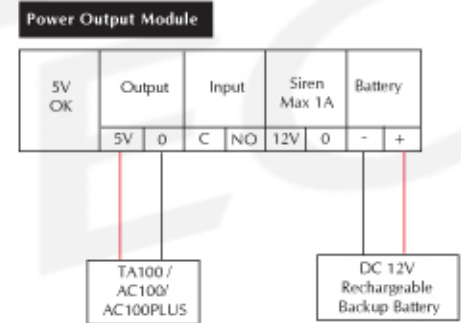 Power Output Module
5V OK
Output
Input
Siren Max 1A
Battery
5V 0 C NO 12V 0 - +
TA100 /
AC100/
AC100PLUS
DC 12V
Rechargeable
Backup Battery